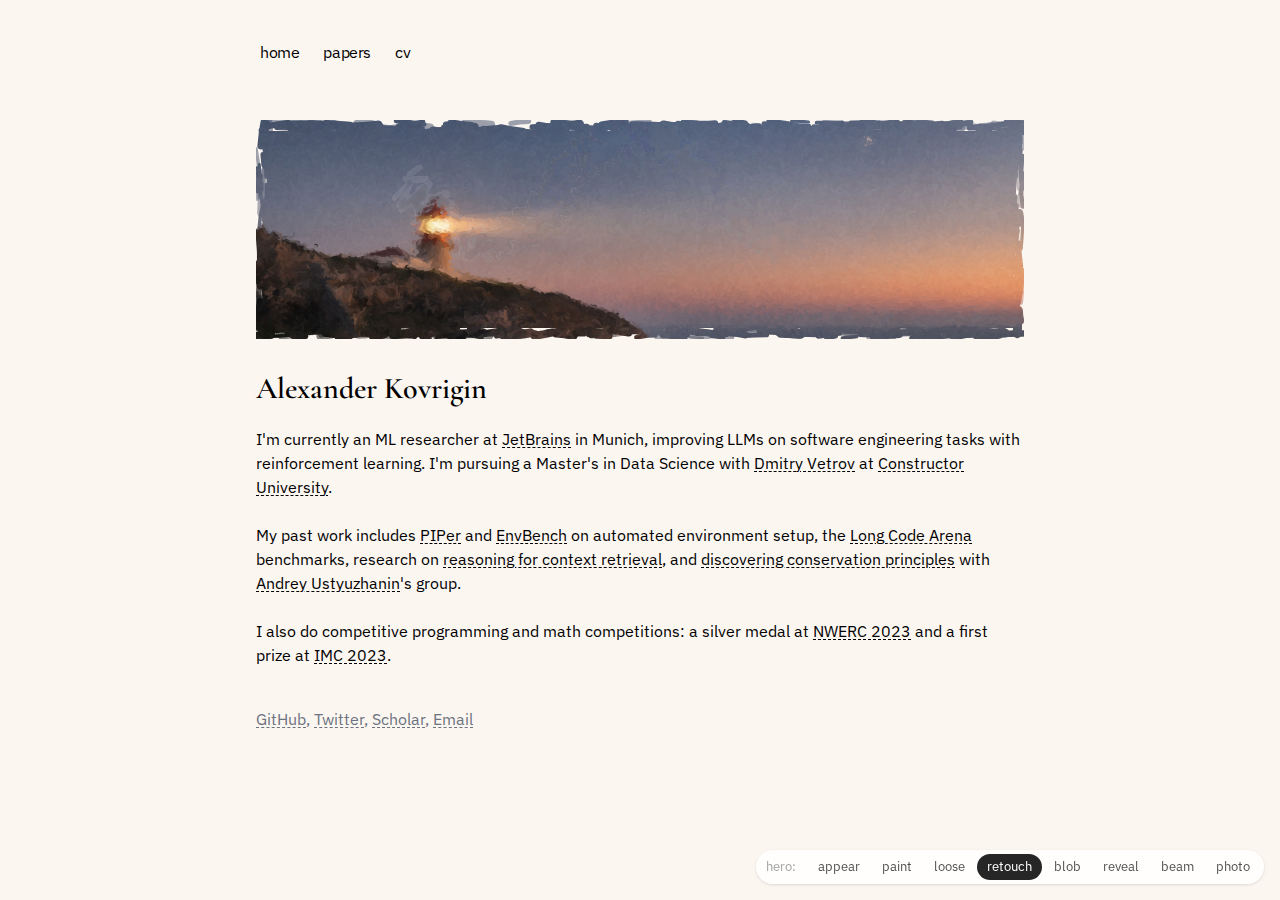 home papers cv
Alexander Kovrigin
I'm currently an ML researcher at JetBrains in Munich, improving LLMs on software engineering tasks with
reinforcement learning. I'm pursuing a Master's in Data Science with Dmitry Vetrov at Constructor
University.
My past work includes PIPer and EnvBench on automated environment setup, the Long Code Arena
benchmarks, research on reasoning for context retrieval, and discovering conservation principles with
Andrey Ustyuzhanin's group.
I also do competitive programming and math competitions: a silver medal at NWERC 2023 and a first
prize at IMC 2023.
GitHub, Twitter, Scholar, Email
hero: appear paint loose retouch blob reveal beam photo